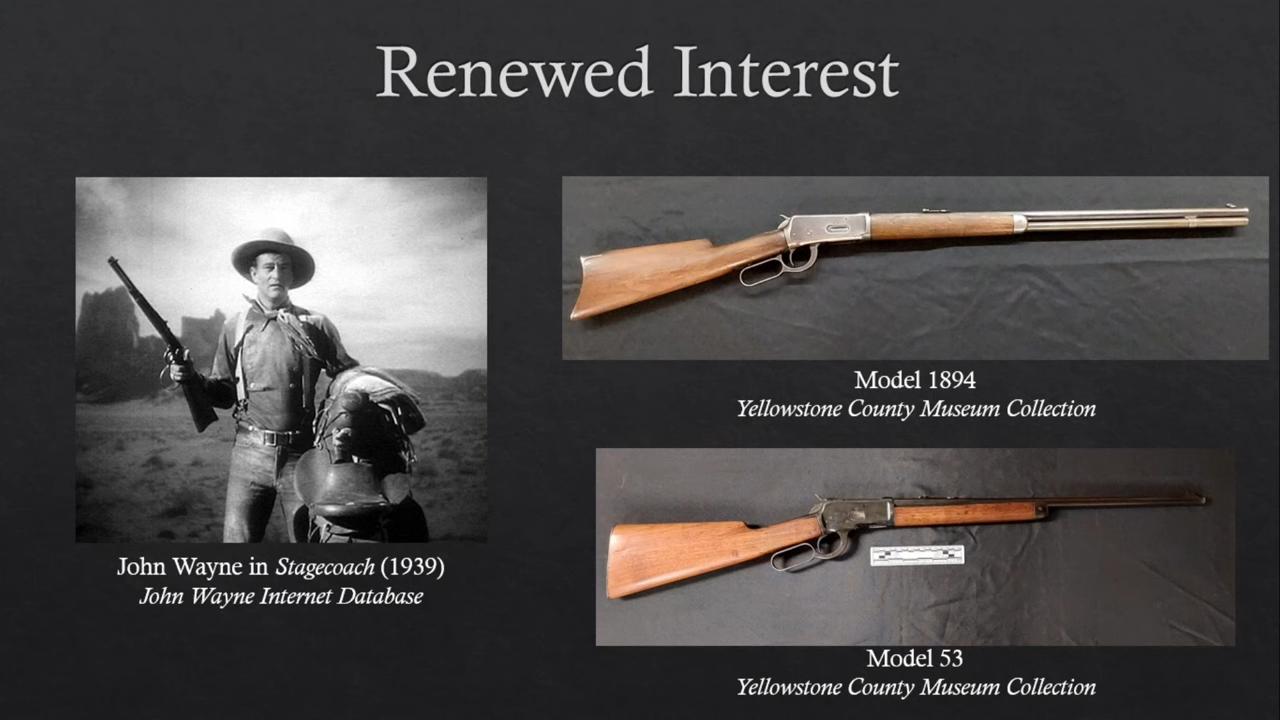 Renewed Interest
John Wayne in Stagecoach (1939)
John Wayne Internet Database
Model 1894
Yellowstone County Museum Collection
Model 53
Yellowstone County Museum Collection